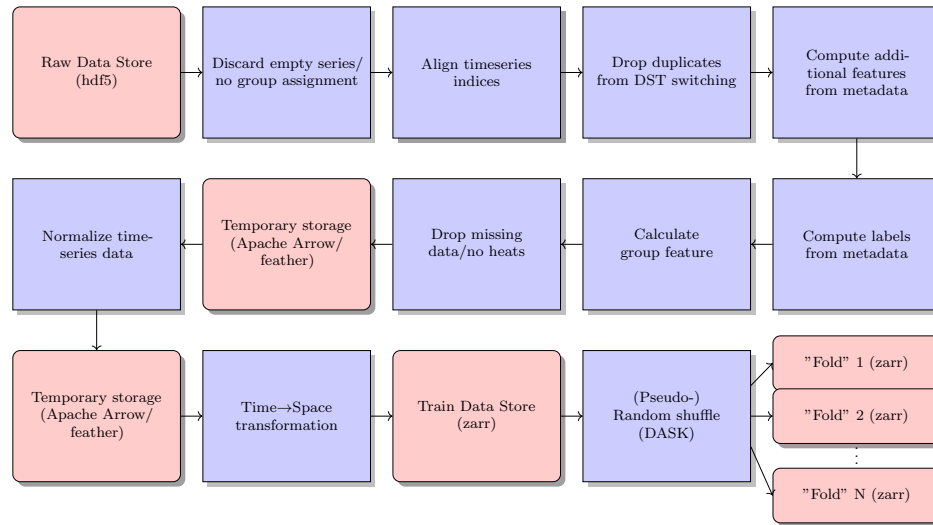 Raw Data Store
(hdf5)
Discard empty series/
no group assignment
Align timeseries
indices
Drop duplicates
from DST switching
Compute addi-
tional features
from metadata
Normalize time-
series data
Temporary storage
(Apache Arrow/
feather)
Drop missing
data/no heats
Calculate
group feature
Compute labels
from metadata
Temporary storage
(Apache Arrow/
feather)
Time→Space
transformation
Train Data Store
(zarr)
(Pseudo-)
Random shuffle
(DASK)
"Fold" 1 (zarr)
"Fold" 2 (zarr)
⋮
"Fold" N (zarr)